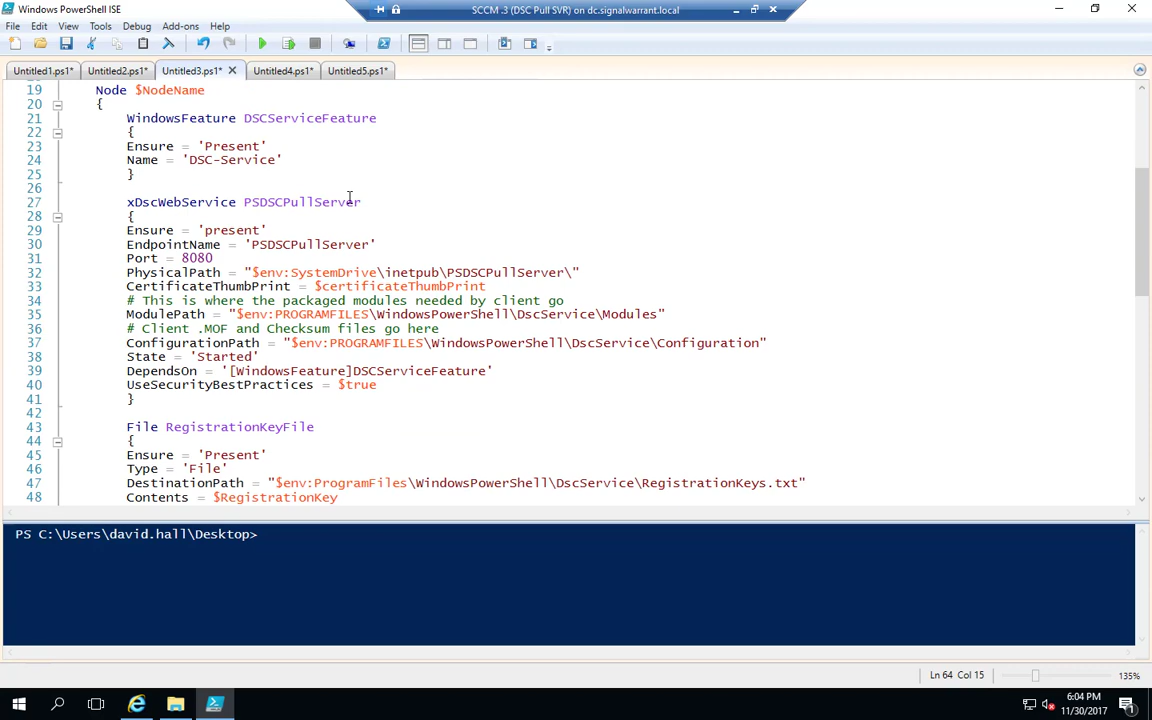 Windows PowerShell ISE
SCCM .3 (DSC Pull SVR) on dc.signalwarrant.local
File Edit View Tools Debug Add-ons Help
Untitled1.ps1* Untitled2.ps1* Untitled3.ps1* Untitled4.ps1* Untitled5.ps1*
19 Node $NodeName
20 {
21 WindowsFeature DSCServiceFeature
22 {
23 Ensure = 'Present'
24 Name = 'DSC-Service'
25 }
26
27 xDscWebService PSDSCPullServer
28 {
29 Ensure = 'present'
30 EndpointName = 'PSDSCPullServer'
31 Port = 8080
32 PhysicalPath = "$env:SystemDrive\inetpub\PSDSCPullServer\"
33 CertificateThumbPrint = $certificateThumbPrint
34 # This is where the packaged modules needed by client go
35 ModulePath = "$env:PROGRAMFILES\WindowsPowerShell\DscService\Modules"
36 # Client .MOF and Checksum files go here
37 ConfigurationPath = "$env:PROGRAMFILES\WindowsPowerShell\DscService\Configuration"
38 State = 'Started'
39 DependsOn = '[WindowsFeature]DSCServiceFeature'
40 UseSecurityBestPractices = $true
41 }
42
43 File RegistrationKeyFile
44 {
45 Ensure = 'Present'
46 Type = 'File'
47 DestinationPath = "$env:ProgramFiles\WindowsPowerShell\DscService\RegistrationKeys.txt"
48 Contents = $RegistrationKey
PS C:\Users\david.hall\Desktop>
Ln 64 Col 15 135%
6:04 PM
11/30/2017
1